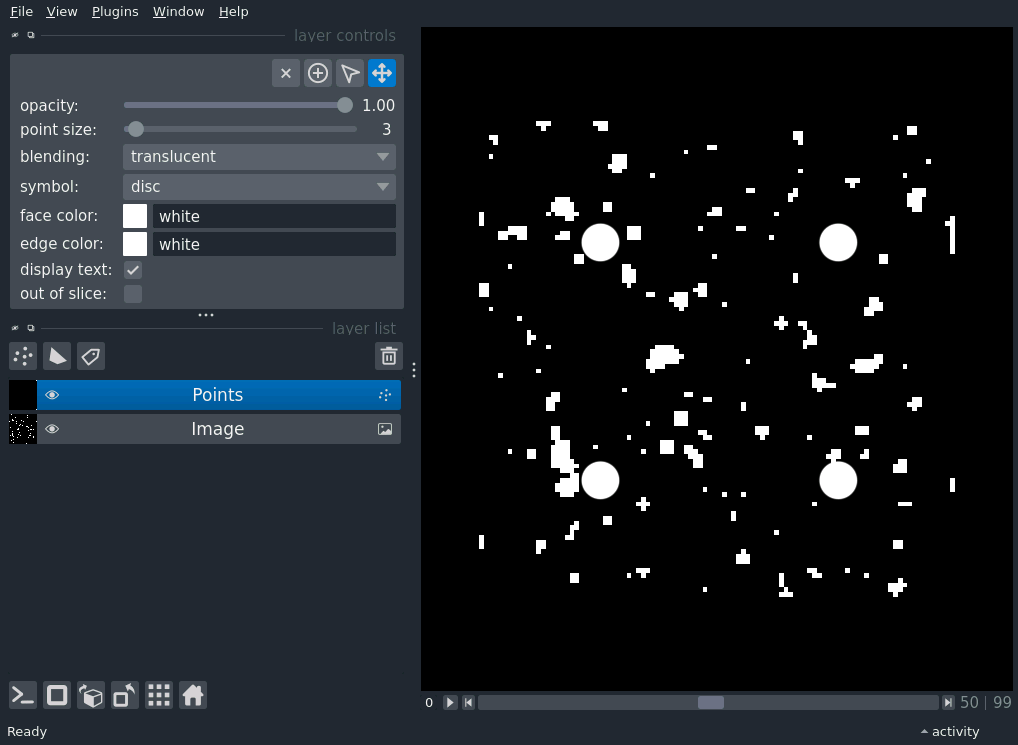 File View Plugins Window Help
layer controls
opacity: 1.00
point size: 3
blending: translucent
symbol: disc
face color: white
edge color: white
display text:
out of slice:
layer list
Points
Image
0 50 | 99
Ready activity